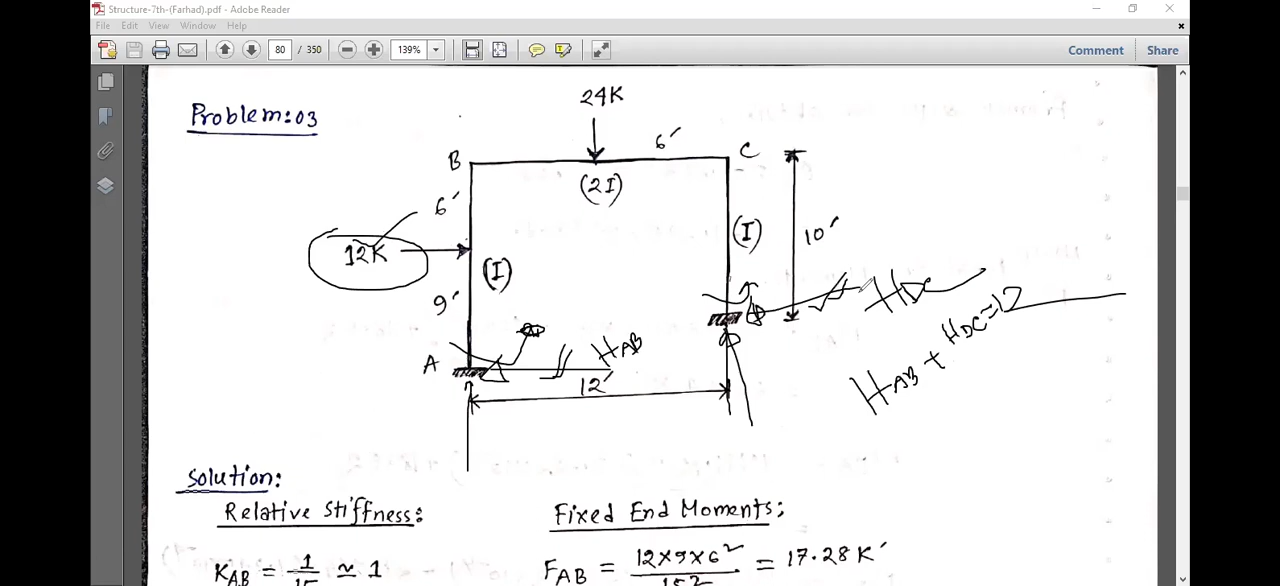 Structure-7th-(Farhad).pdf - Adobe Reader
File Edit View Window Help
80 / 350 139% Comment Share
Problem:03
24K
6′
B C
(2I)
6′
(I) 10′
12K
(I)
9′
HDC
HAB
HAB + HDC = 12
A
12′
Solution:
Relative Stiffness: Fixed End Moments:
KAB = 1/15 ≃ 1 FAB = 12×9×6²/15² = 17.28 K′